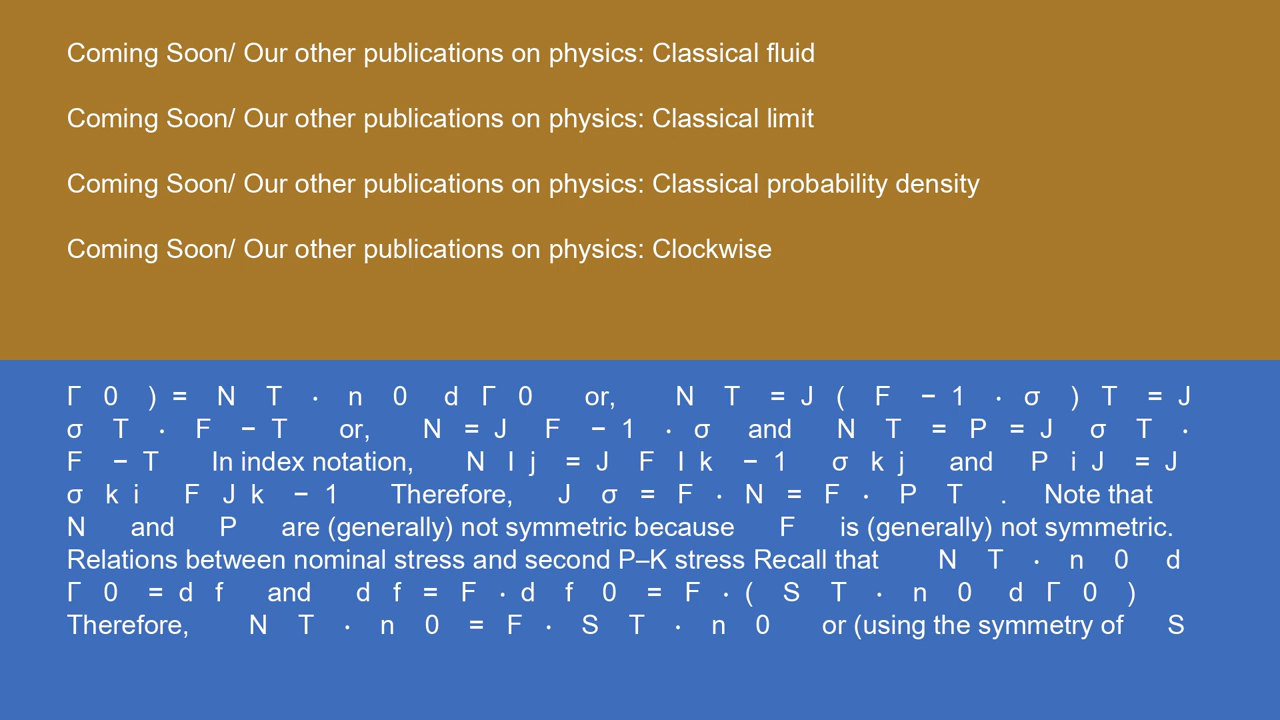 Coming Soon/ Our other publications on physics: Classical fluid
Coming Soon/ Our other publications on physics: Classical limit
Coming Soon/ Our other publications on physics: Classical probability density
Coming Soon/ Our other publications on physics: Clockwise
Γ 0 ) = N T ⋅ n 0 d Γ 0 or, N T = J ( F − 1 ⋅ σ ) T = J
σ T ⋅ F − T or, N = J F − 1 ⋅ σ and N T = P = J σ T ⋅
F − T In index notation, N I j = J F I k − 1 σ k j and P i J = J
σ k i F J k − 1 Therefore, J σ = F ⋅ N = F ⋅ P T . Note that
N and P are (generally) not symmetric because F is (generally) not symmetric.
Relations between nominal stress and second P–K stress Recall that N T ⋅ n 0 d
Γ 0 = d f and d f = F ⋅ d f 0 = F ⋅ ( S T ⋅ n 0 d Γ 0 )
Therefore, N T ⋅ n 0 = F ⋅ S T ⋅ n 0 or (using the symmetry of S